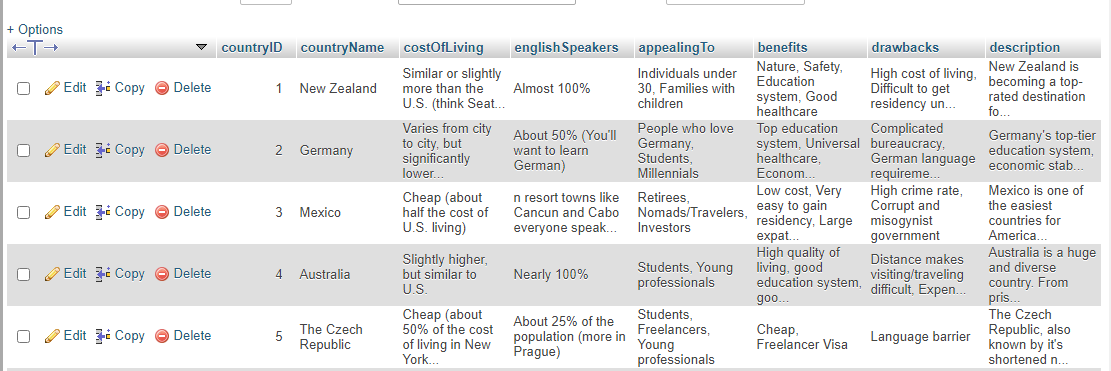 + Options
←T→ countryID countryName costOfLiving englishSpeakers appealingTo benefits drawbacks description
Edit Copy Delete 1 New Zealand
Similar or slightly
more than the
U.S. (think Seat...
Almost 100%
Individuals under
30, Families with
children
Nature, Safety,
Education
system, Good
healthcare
High cost of living,
Difficult to get
residency un...
New Zealand is
becoming a top-
rated destination
fo...
Edit Copy Delete 2 Germany
Varies from city
to city, but
significantly
lower...
About 50% (You'll
want to learn
German)
People who love
Germany,
Students,
Millennials
Top education
system, Universal
healthcare,
Econom...
Complicated
bureaucracy,
German language
requireme...
Germany's top-tier
education system,
economic stab...
Edit Copy Delete 3 Mexico
Cheap (about
half the cost of
U.S. living)
n resort towns like
Cancun and Cabo
everyone speak...
Retirees,
Nomads/Travelers,
Investors
Low cost, Very
easy to gain
residency, Large
expat...
High crime rate,
Corrupt and
misogynist
government
Mexico is one of
the easiest
countries for
America...
Edit Copy Delete 4 Australia
Slightly higher,
but similar to
U.S.
Nearly 100%
Students, Young
professionals
High quality of
living, good
education system,
goo...
Distance makes
visiting/traveling
difficult, Expen...
Australia is a huge
and diverse
country. From
pris...
Edit Copy Delete 5 The Czech
Republic
Cheap (about
50% of the cost
of living in New
York...
About 25% of the
population (more in
Prague)
Students,
Freelancers,
Young
professionals
Cheap,
Freelancer Visa
Language barrier
The Czech
Republic, also
known by it's
shortened n...